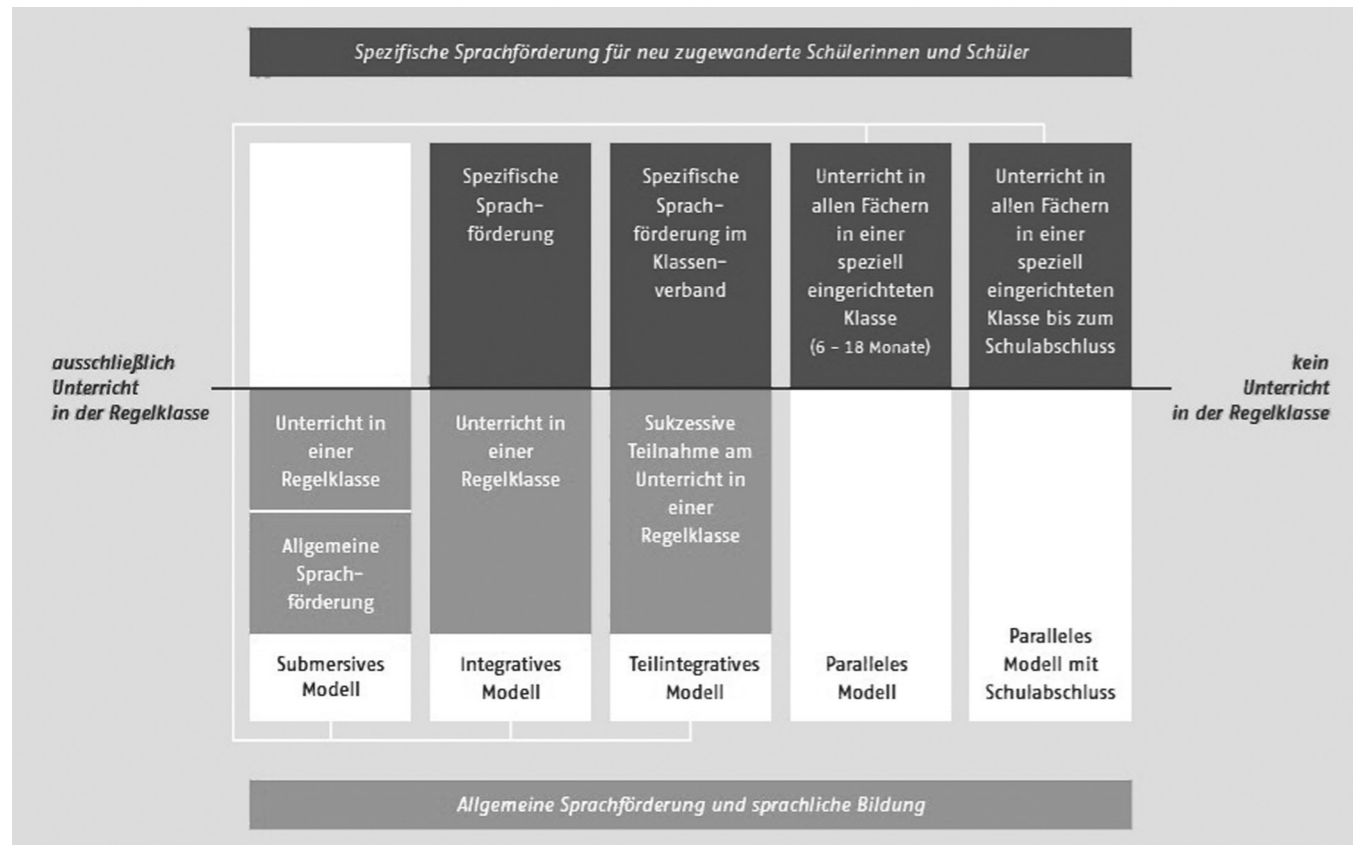 Spezifische Sprachförderung für neu zugewanderte Schülerinnen und Schüler
Spezifische
Sprach-
förderung
Spezifische
Sprach-
förderung im
Klassen-
verband
Unterricht in
allen Fächern
in einer
speziell
eingerichteten
Klasse
(6 – 18 Monate)
Unterricht in
allen Fächern
in einer
speziell
eingerichteten
Klasse bis zum
Schulabschluss
ausschließlich
Unterricht
in der Regelklasse
kein
Unterricht
in der Regelklasse
Unterricht in
einer
Regelklasse
Allgemeine
Sprach-
förderung
Unterricht in
einer
Regelklasse
Sukzessive
Teilnahme am
Unterricht in
einer
Regelklasse
Submersives
Modell
Integratives
Modell
Teilintegratives
Modell
Paralleles
Modell
Paralleles
Modell mit
Schulabschluss
Allgemeine Sprachförderung und sprachliche Bildung